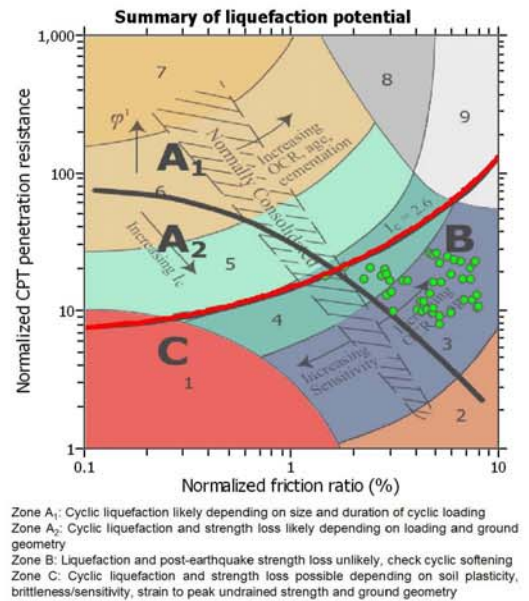 Summary of liquefaction potential
1,000
100
10
1
0.1
1
10
Normalized CPT penetration resistance
Normalized friction ratio (%)
7
8
9
φ'
A1
6
A2
5
B
4
C
1
3
2
Normally Consolidated
Increasing
OCR, age,
cementation
Ic = 2.6
Increasing Ic
Increasing
Sensitivity
Zone A1: Cyclic liquefaction likely depending on size and duration of cyclic loading
Zone A2: Cyclic liquefaction and strength loss likely depending on loading and ground
geometry
Zone B: Liquefaction and post-earthquake strength loss unlikely, check cyclic softening
Zone C: Cyclic liquefaction and strength loss possible depending on soil plasticity,
brittleness/sensitivity, strain to peak undrained strength and ground geometry